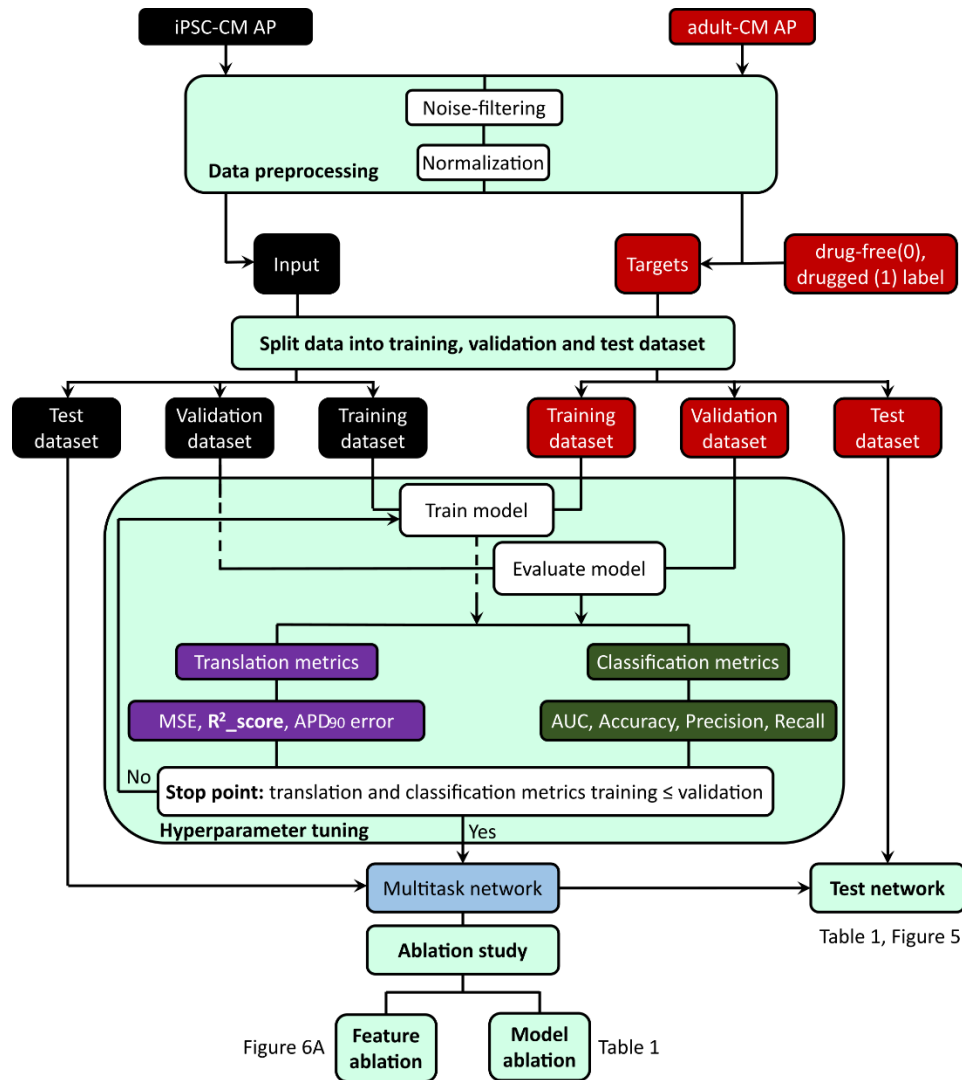 iPSC-CM AP
adult-CM AP
Noise-filtering
Normalization
Data preprocessing
Input
Targets
drug-free(0),
drugged (1) label
Split data into training, validation and test dataset
Test
dataset
Validation
dataset
Training
dataset
Training
dataset
Validation
dataset
Test
dataset
Train model
Evaluate model
Translation metrics
Classification metrics
MSE, R²_score, APD90 error
AUC, Accuracy, Precision, Recall
No
Stop point: translation and classification metrics training ≤ validation
Hyperparameter tuning
Yes
Multitask network
Test network
Table 1, Figure 5
Ablation study
Figure 6A
Feature
ablation
Model
ablation
Table 1